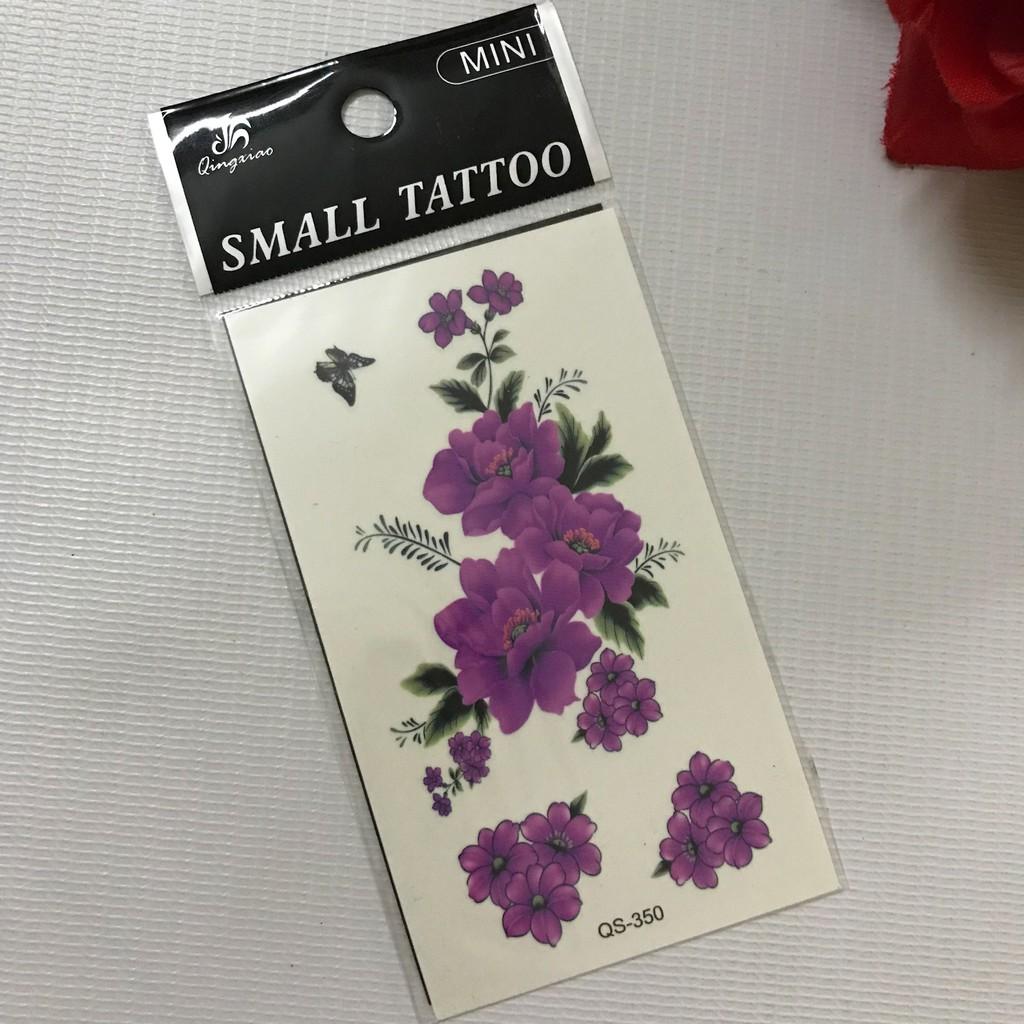 MINI
Qingxiao
SMALL TATTOO
QS-350